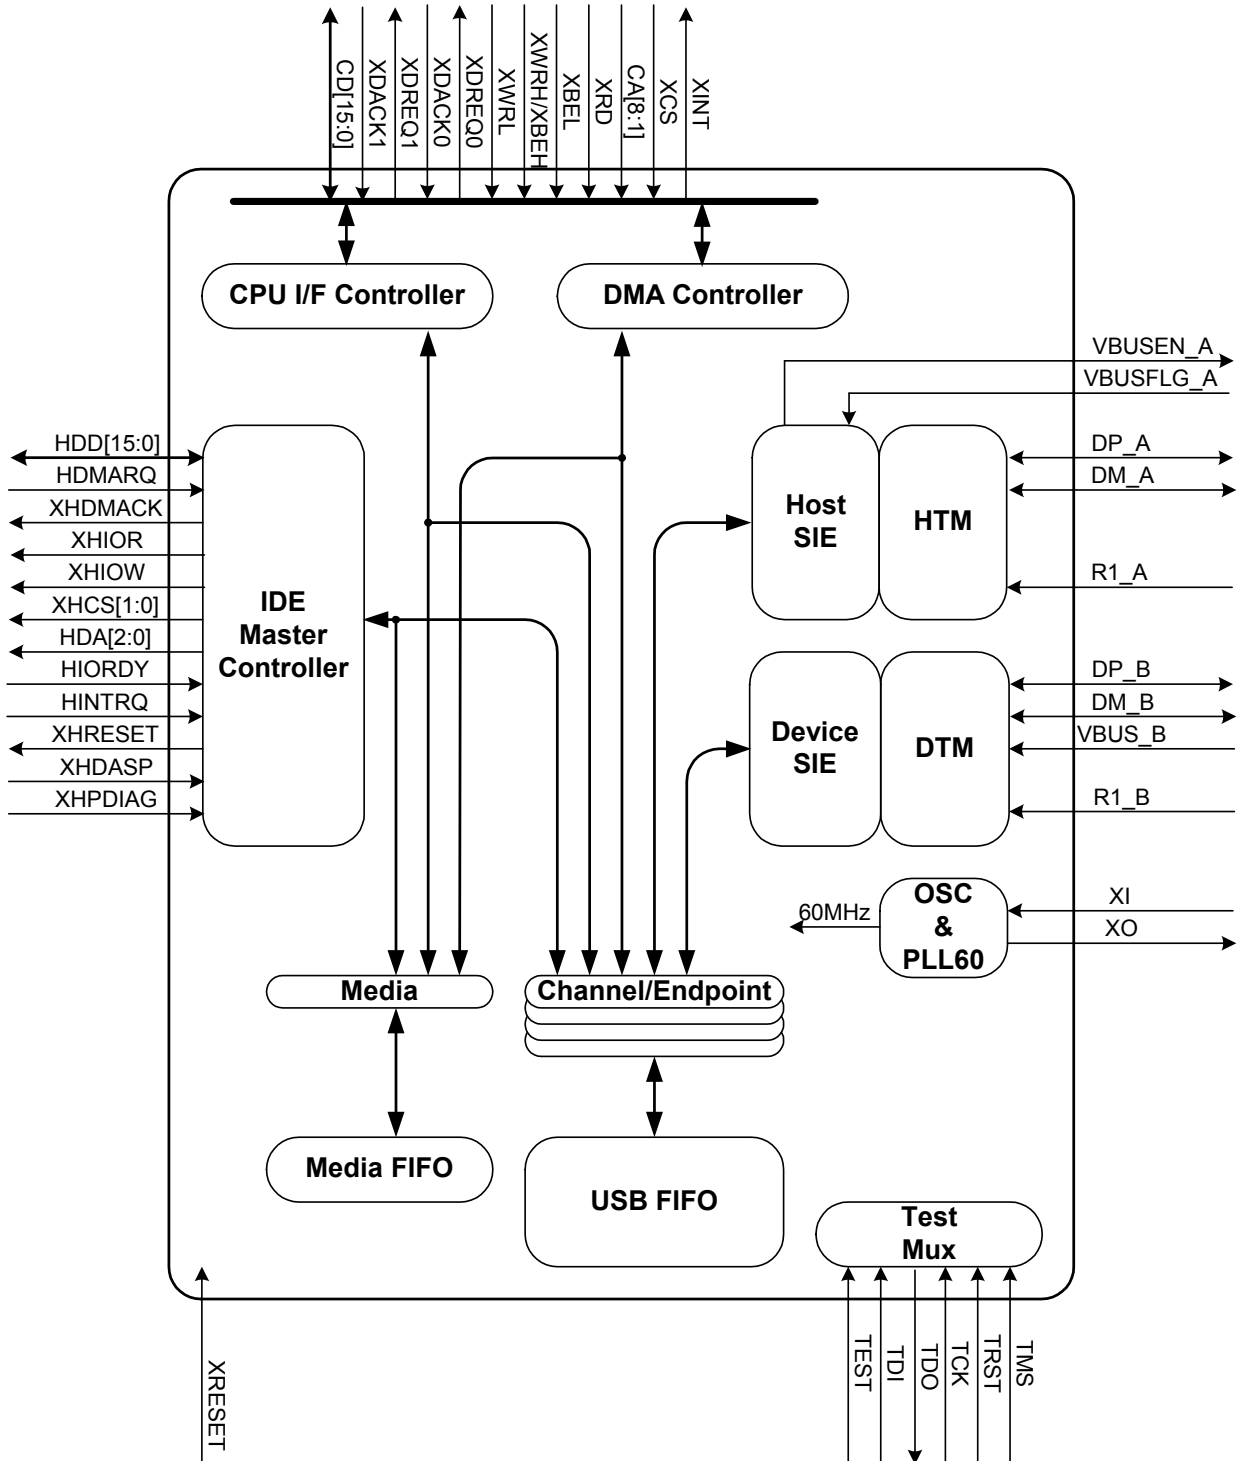 CD[15:0]
XDACK1
XDREQ1
XDACK0
XDREQ0
XWRL
XWRH/XBEH
XBEL
XRD
CA[8:1]
XCS
XINT
CPU I/F Controller
DMA Controller
VBUSEN_A
VBUSFLG_A
HDD[15:0]
HDMARQ
XHDMACK
XHIOR
XHIOW
XHCS[1:0]
HDA[2:0]
HIORDY
HINTRQ
XHRESET
XHDASP
XHPDIAG
IDE
Master
Controller
Host
SIE
HTM
DP_A
DM_A
R1_A
Device
SIE
DTM
DP_B
DM_B
VBUS_B
R1_B
60MHz
OSC
&
PLL60
XI
XO
Media
Channel/Endpoint
Media FIFO
USB FIFO
Test
Mux
XRESET
TEST
TDI
TDO
TCK
TRST
TMS